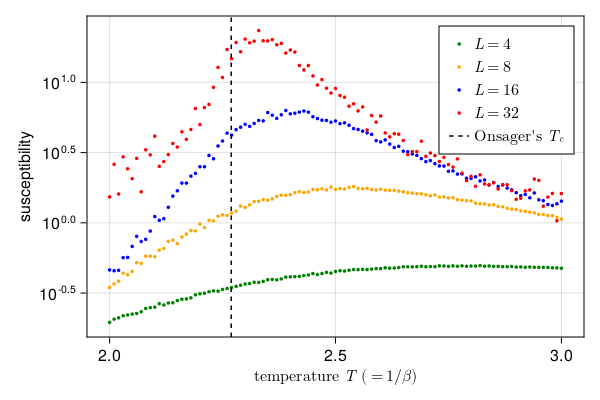 susceptibility
10^1.0
10^0.5
10^0.0
10^-0.5
L = 4
L = 8
L = 16
L = 32
Onsager's T_c
2.0 2.5 3.0
temperature T ( = 1/β)